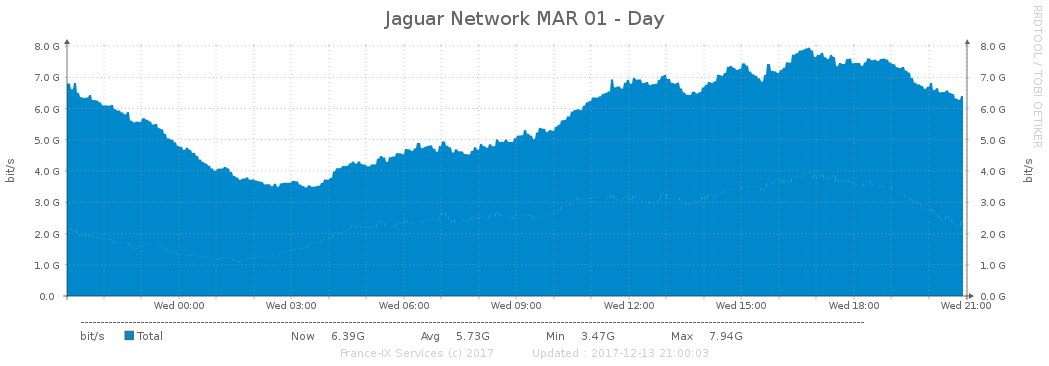 Jaguar Network MAR 01 - Day
RRDTOOL / TOBI OETIKER
bit/s
8.0 G
7.0 G
6.0 G
5.0 G
4.0 G
3.0 G
2.0 G
1.0 G
0.0
8.0 G
7.0 G
6.0 G
5.0 G
4.0 G
3.0 G
2.0 G
1.0 G
0.0 G
bit/s
Wed 00:00 Wed 03:00 Wed 06:00 Wed 09:00 Wed 12:00 Wed 15:00 Wed 18:00 Wed 21:00
bit/s Total Now 6.39G Avg 5.73G Min 3.47G Max 7.94G
France-IX Services (c) 2017 Updated : 2017-12-13 21:00:03